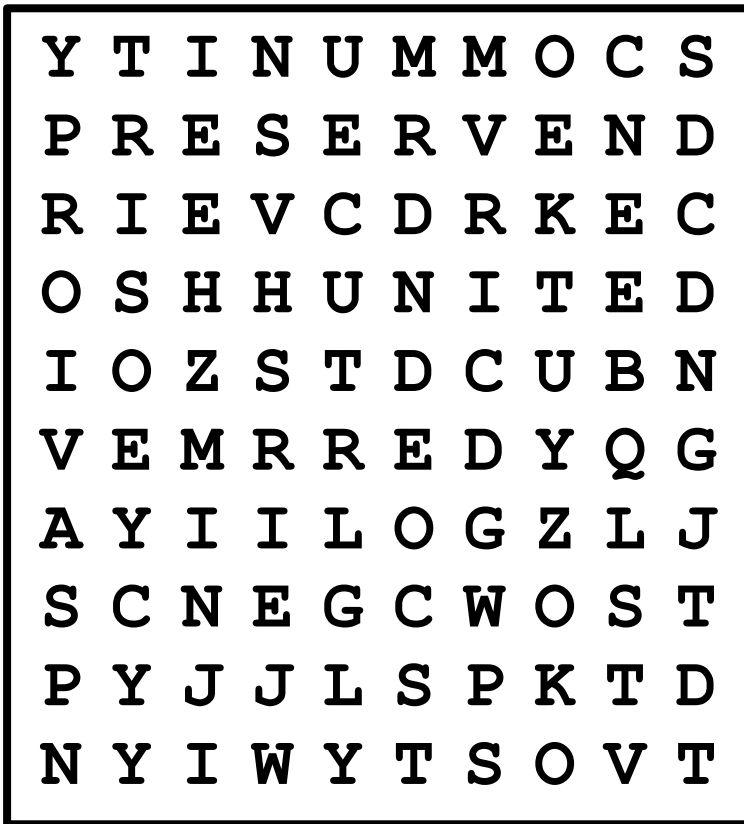 Y T I N U M M O C S
P R E S E R V E N D
R I E V C D R K E C
O S H H U N I T E D
I O Z S T D C U B N
V E M R R E D Y Q G
A Y I I L O G Z L J
S C N E G C W O S T
P Y J J L S P K T D
N Y I W Y T S O V T